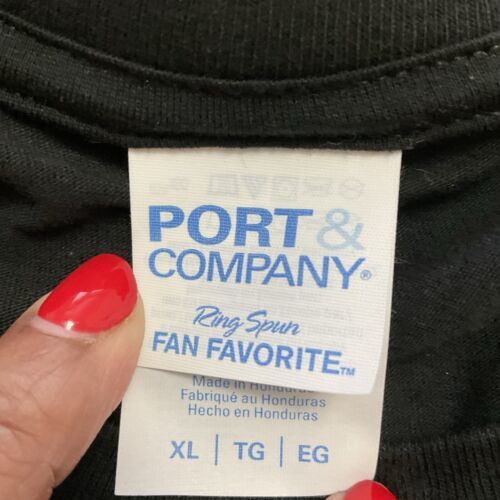 PORT &
COMPANY®
Ring Spun
FAN FAVORITE™
Made in Honduras
Fabriqué au Honduras
Hecho en Honduras
XL | TG | EG